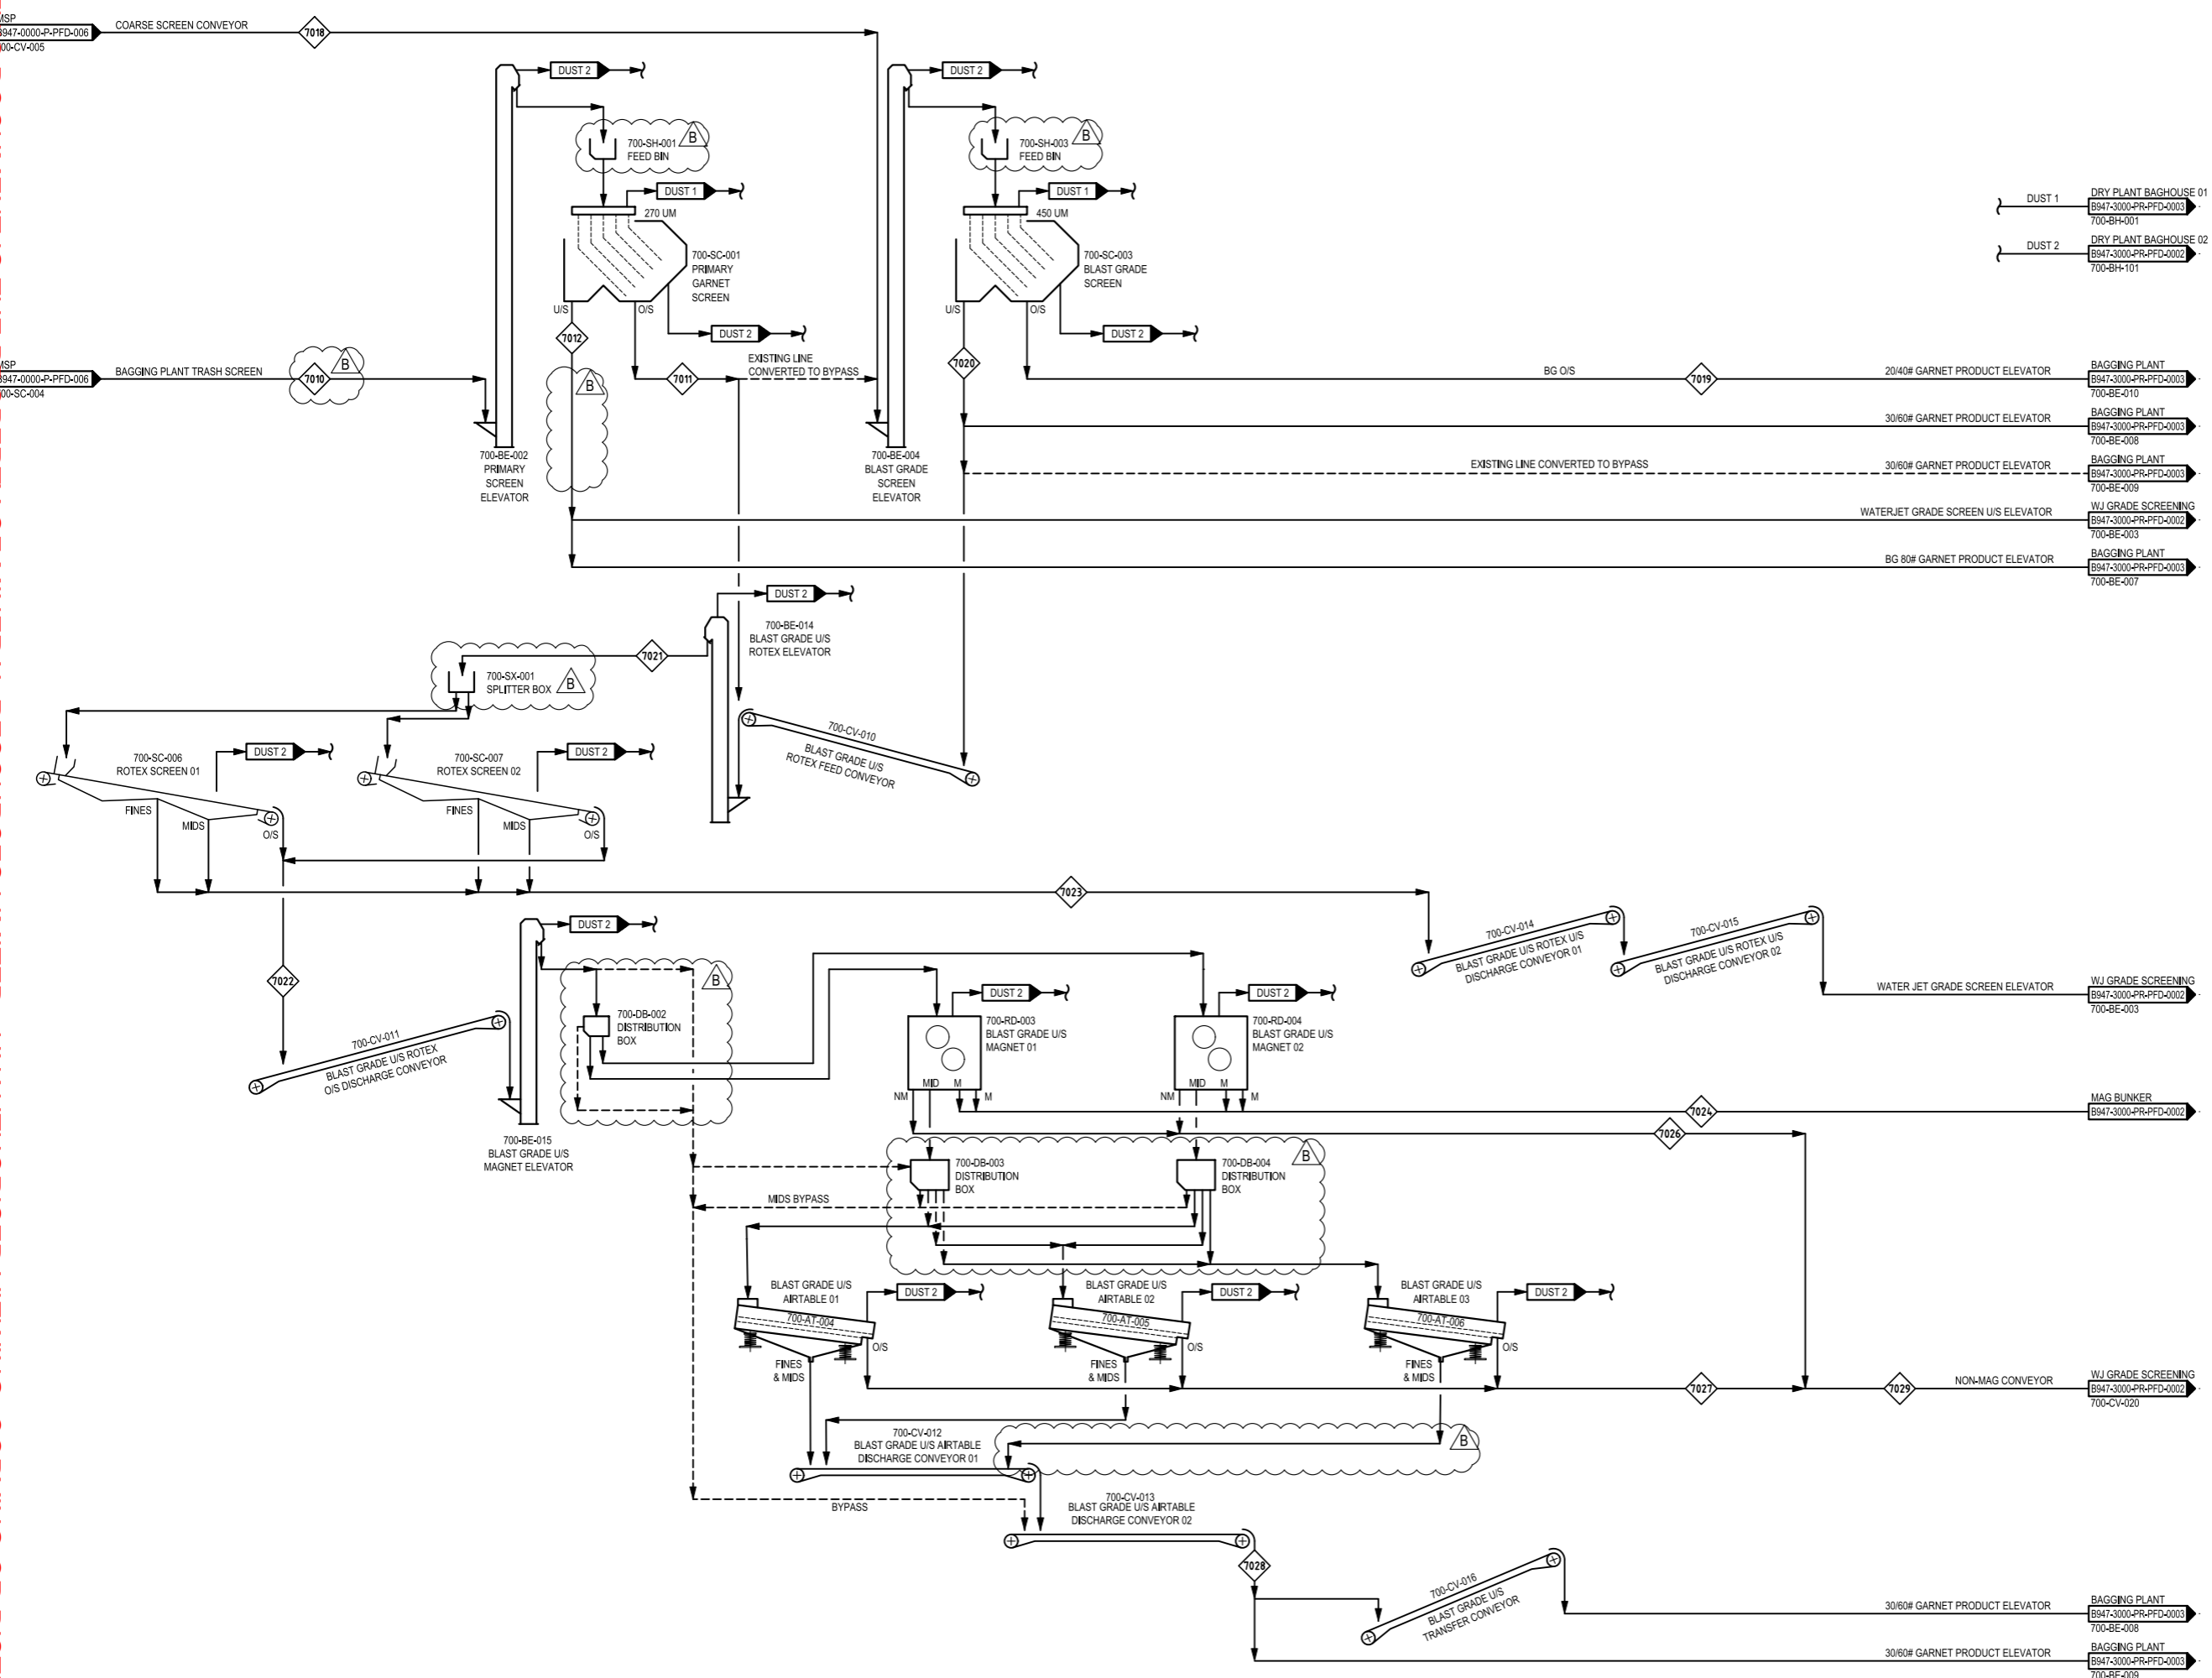 MSP
B947-0000-P-PFD-006
00-CV-005
COARSE SCREEN CONVEYOR
7018
DUST 2
DUST 2
700-SH-001
FEED BIN
B
700-SH-003
FEED BIN
B
DUST 1
DUST 1
270 UM
450 UM
700-SC-001
PRIMARY
GARNET
SCREEN
700-SC-003
BLAST GRADE
SCREEN
DUST 1
DRY PLANT BAGHOUSE 01
B947-3000-PR-PFD-0003
700-BH-001
DUST 2
DRY PLANT BAGHOUSE 02
B947-3000-PR-PFD-0002
700-BH-101
U/S
O/S
U/S
O/S
DUST 2
DUST 2
7012
7020
MSP
B947-0000-P-PFD-006
00-SC-004
BAGGING PLANT TRASH SCREEN
7010
B
B
7011
EXISTING LINE
CONVERTED TO BYPASS
BG O/S
7019
20/40# GARNET PRODUCT ELEVATOR
BAGGING PLANT
B947-3000-PR-PFD-0003
700-BE-010
30/60# GARNET PRODUCT ELEVATOR
BAGGING PLANT
B947-3000-PR-PFD-0003
700-BE-008
700-BE-002
PRIMARY
SCREEN
ELEVATOR
700-BE-004
BLAST GRADE
SCREEN
ELEVATOR
EXISTING LINE CONVERTED TO BYPASS
30/60# GARNET PRODUCT ELEVATOR
BAGGING PLANT
B947-3000-PR-PFD-0003
700-BE-009
WATERJET GRADE SCREEN U/S ELEVATOR
WJ GRADE SCREENING
B947-3000-PR-PFD-0002
700-BE-003
BG 80# GARNET PRODUCT ELEVATOR
BAGGING PLANT
B947-3000-PR-PFD-0003
700-BE-007
DUST 2
700-BE-014
BLAST GRADE U/S
ROTEX ELEVATOR
7021
700-SX-001
SPLITTER BOX
B
700-CV-010
BLAST GRADE U/S
ROTEX FEED CONVEYOR
700-SC-006
ROTEX SCREEN 01
DUST 2
700-SC-007
ROTEX SCREEN 02
DUST 2
FINES
MIDS
O/S
FINES
MIDS
O/S
7023
700-CV-014
BLAST GRADE U/S ROTEX U/S
DISCHARGE CONVEYOR 01
700-CV-015
BLAST GRADE U/S ROTEX U/S
DISCHARGE CONVEYOR 02
WATER JET GRADE SCREEN ELEVATOR
WJ GRADE SCREENING
B947-3000-PR-PFD-0002
700-BE-003
DUST 2
7022
B
700-DB-002
DISTRIBUTION
BOX
DUST 2
DUST 2
700-RD-003
BLAST GRADE U/S
MAGNET 01
700-RD-004
BLAST GRADE U/S
MAGNET 02
700-CV-011
BLAST GRADE U/S ROTEX
O/S DISCHARGE CONVEYOR
NM
MID
M
M
NM
MID
M
M
7024
MAG BUNKER
B947-3000-PR-PFD-0002
7026
700-BE-015
BLAST GRADE U/S
MAGNET ELEVATOR
700-DB-003
DISTRIBUTION
BOX
700-DB-004
DISTRIBUTION
BOX
B
MIDS BYPASS
BLAST GRADE U/S
AIRTABLE 01
DUST 2
BLAST GRADE U/S
AIRTABLE 02
DUST 2
BLAST GRADE U/S
AIRTABLE 03
DUST 2
700-AT-004
700-AT-005
700-AT-006
O/S
O/S
O/S
FINES
& MIDS
FINES
& MIDS
FINES
& MIDS
7027
7029
NON-MAG CONVEYOR
WJ GRADE SCREENING
B947-3000-PR-PFD-0002
700-CV-020
700-CV-012
BLAST GRADE U/S AIRTABLE
DISCHARGE CONVEYOR 01
B
BYPASS
700-CV-013
BLAST GRADE U/S AIRTABLE
DISCHARGE CONVEYOR 02
7028
700-CV-016
BLAST GRADE U/S
TRANSFER CONVEYOR
30/60# GARNET PRODUCT ELEVATOR
BAGGING PLANT
B947-3000-PR-PFD-0003
700-BE-008
30/60# GARNET PRODUCT ELEVATOR
BAGGING PLANT
B947-3000-PR-PFD-0003
700-BE-009